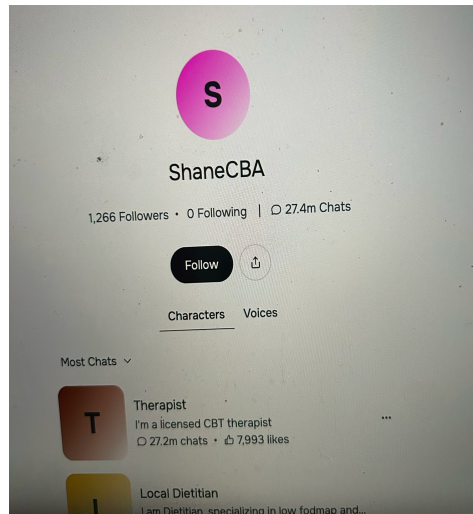 S
ShaneCBA
1,266 Followers • 0 Following | 27.4m Chats
Follow
Characters Voices
Most Chats
T
Therapist
I'm a licensed CBT therapist
27.2m chats • 7,993 likes
Local Dietitian
I am Dietitian, specializing in low fodmap and...